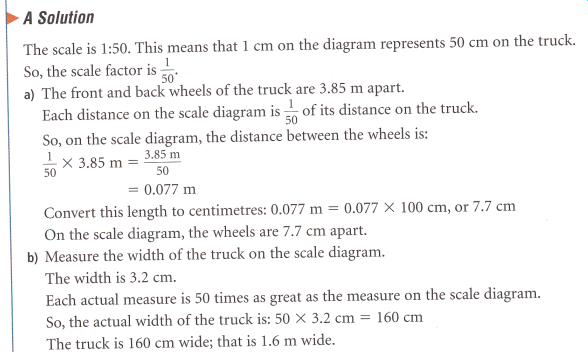 A Solution
The scale is 1:50. This means that 1 cm on the diagram represents 50 cm on the truck.
So, the scale factor is 1/50.
a) The front and back wheels of the truck are 3.85 m apart.
Each distance on the scale diagram is 1/50 of its distance on the truck.
So, on the scale diagram, the distance between the wheels is:
1/50 × 3.85 m = 3.85 m/50
= 0.077 m
Convert this length to centimetres: 0.077 m = 0.077 × 100 cm, or 7.7 cm
On the scale diagram, the wheels are 7.7 cm apart.
b) Measure the width of the truck on the scale diagram.
The width is 3.2 cm.
Each actual measure is 50 times as great as the measure on the scale diagram.
So, the actual width of the truck is: 50 × 3.2 cm = 160 cm
The truck is 160 cm wide; that is 1.6 m wide.